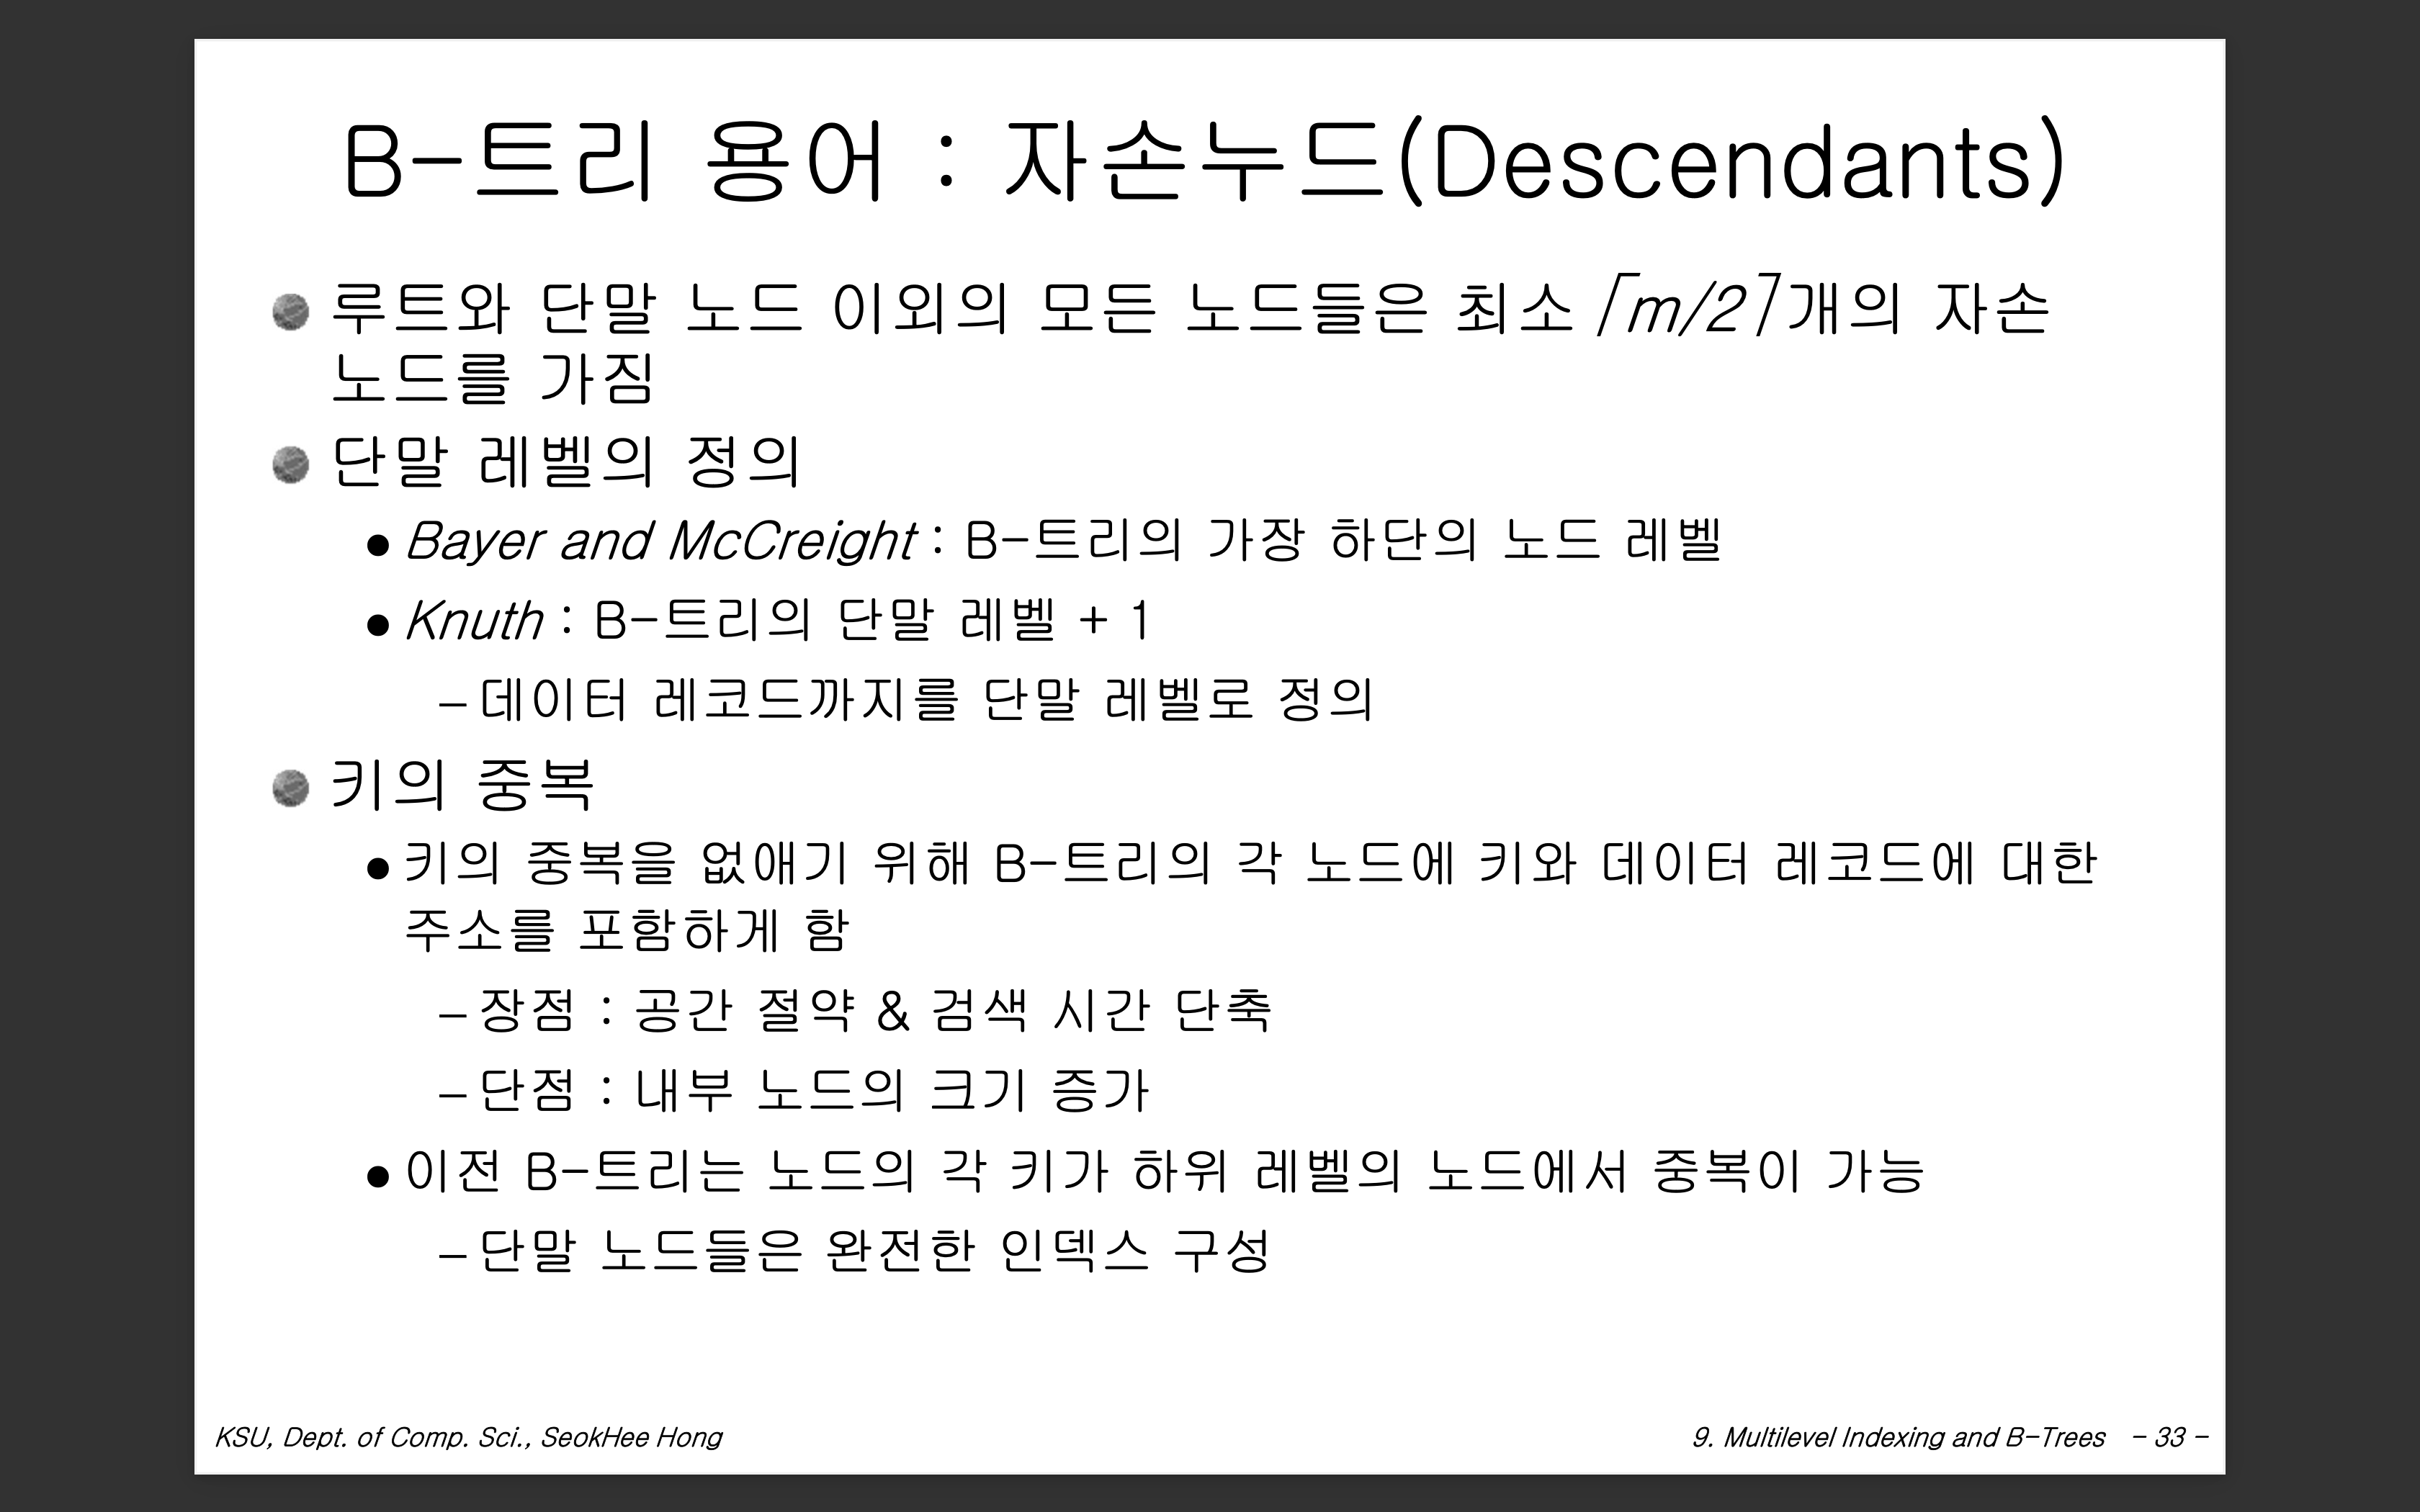 B-트리 용어 : 자손누드(Descendants)
루트와 단말 노드 이외의 모든 노드들은 최소 ⌈m/2⌉개의 자손
노드를 가짐
단말 레벨의 정의
• Bayer and McCreight : B-트리의 가장 하단의 노드 레벨
• Knuth : B-트리의 단말 레벨 + 1
– 데이터 레코드까지를 단말 레벨로 정의
키의 중복
• 키의 중복을 없애기 위해 B-트리의 각 노드에 키와 데이터 레코드에 대한
주소를 포함하게 함
– 장점 : 공간 절약 & 검색 시간 단축
– 단점 : 내부 노드의 크기 증가
• 이전 B-트리는 노드의 각 키가 하위 레벨의 노드에서 중복이 가능
– 단말 노드들은 완전한 인덱스 구성
KSU, Dept. of Comp. Sci., SeokHee Hong
9. Multilevel Indexing and B-Trees - 33 -